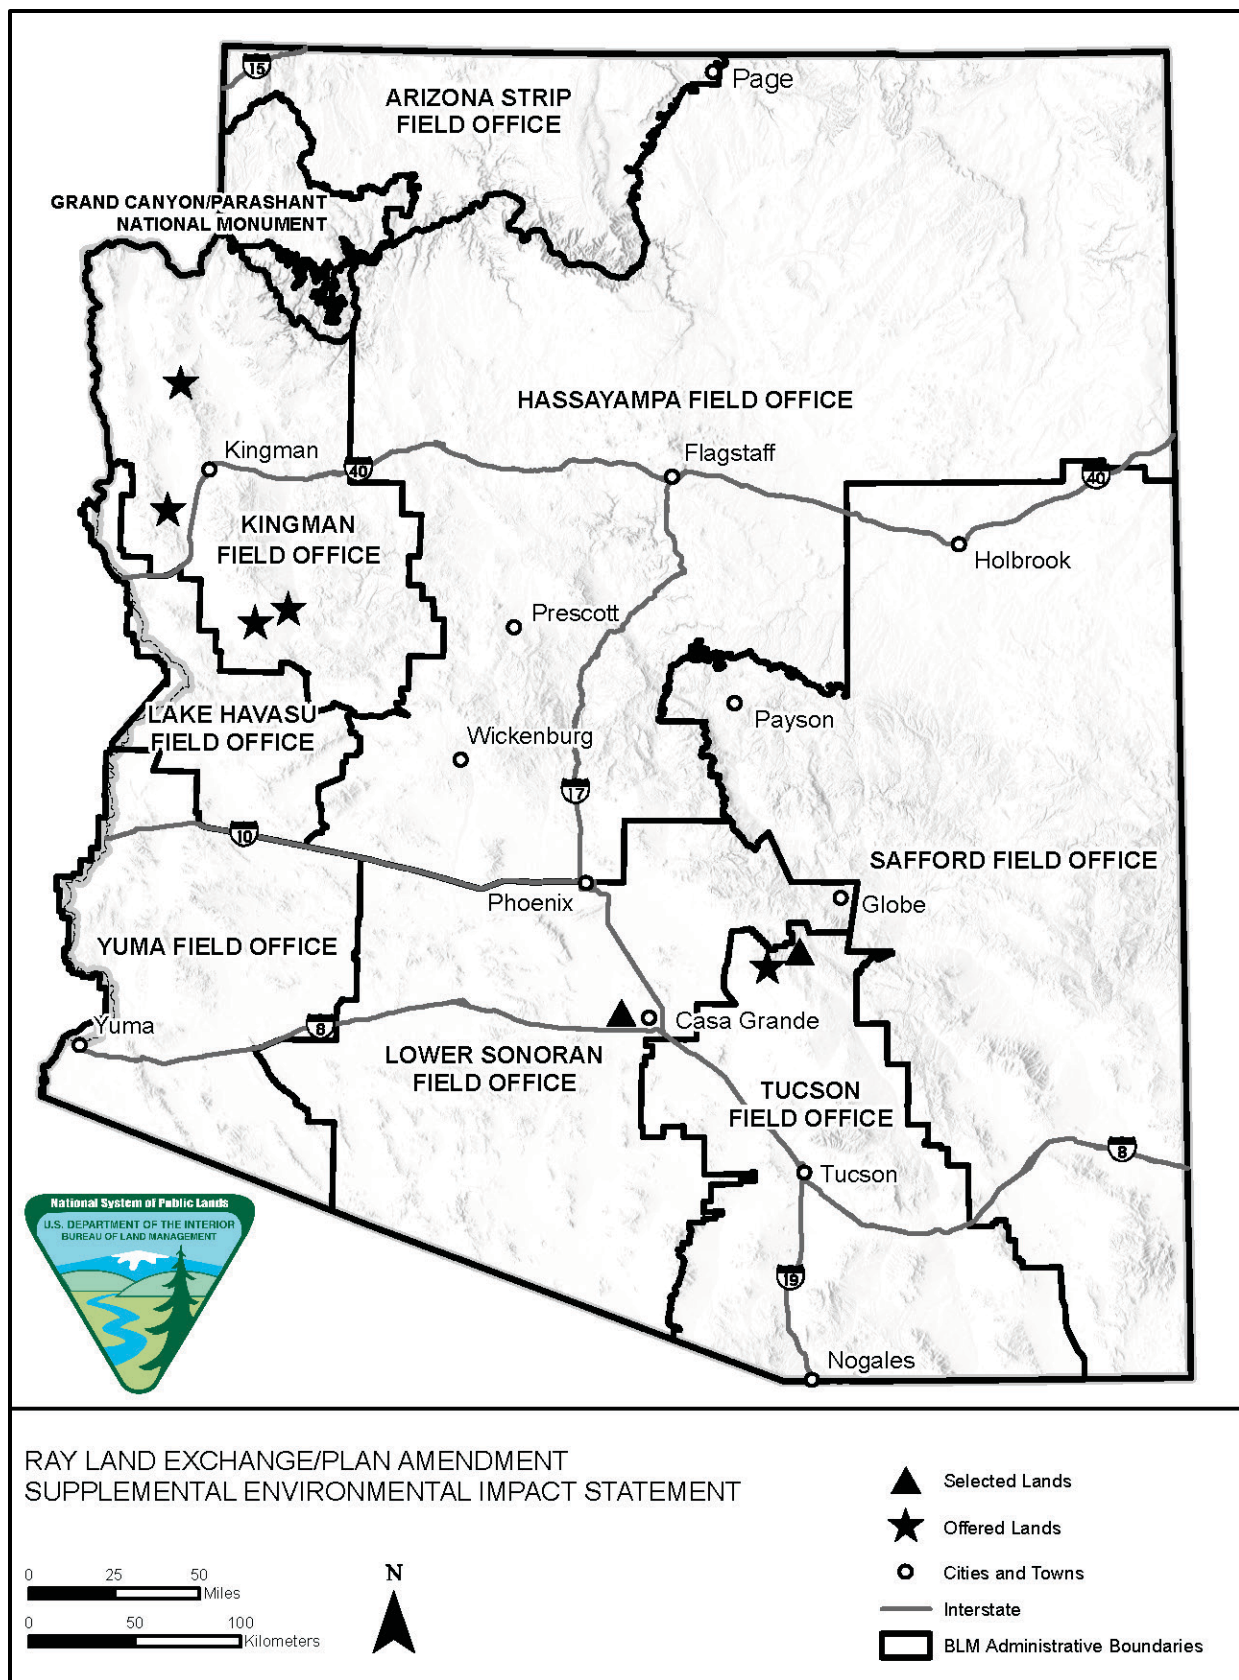 15
Page
ARIZONA STRIP
FIELD OFFICE
GRAND CANYON/PARASHANT
NATIONAL MONUMENT
HASSAYAMPA FIELD OFFICE
Kingman
40
Flagstaff
40
KINGMAN
FIELD OFFICE
Holbrook
Prescott
LAKE HAVASU
FIELD OFFICE
Payson
Wickenburg
17
10
SAFFORD FIELD OFFICE
Phoenix
Globe
YUMA FIELD OFFICE
Yuma
8
Casa Grande
LOWER SONORAN
FIELD OFFICE
TUCSON
FIELD OFFICE
8
Tucson
National System of Public Lands
U.S. DEPARTMENT OF THE INTERIOR
BUREAU OF LAND MANAGEMENT
19
Nogales
RAY LAND EXCHANGE/PLAN AMENDMENT
SUPPLEMENTAL ENVIRONMENTAL IMPACT STATEMENT
0 25 50
Miles
0 50 100
Kilometers
N
Selected Lands
Offered Lands
Cities and Towns
Interstate
BLM Administrative Boundaries